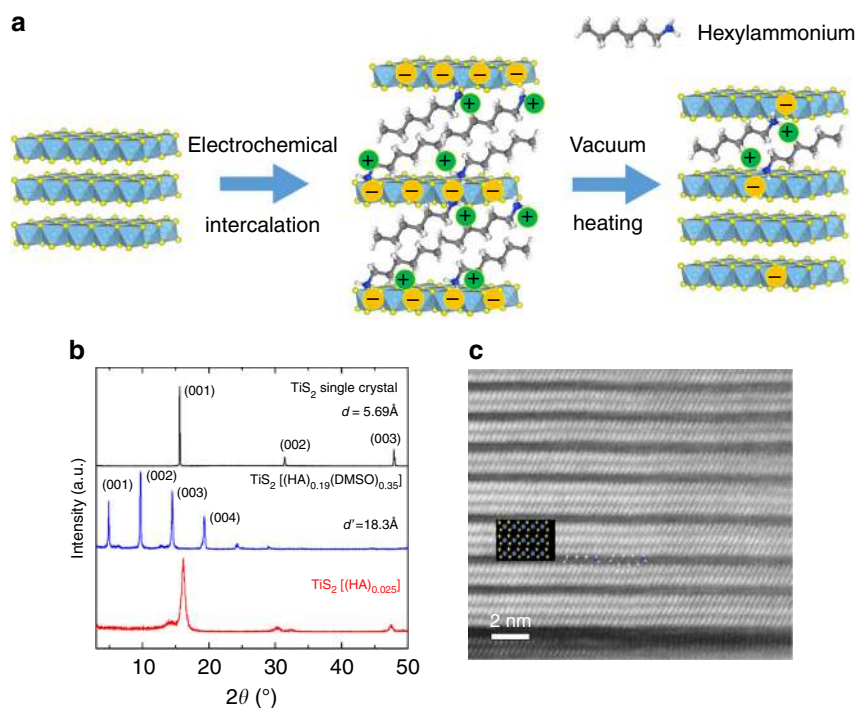 a
Hexylammonium
Electrochemical
intercalation
Vacuum
heating
− − − −
+ +
+ +
− − − −
+ +
+ +
− − − −
−
+
+
−
−
b
(001)
TiS₂ single crystal
d = 5.69Å
(002)
(003)
(001)
(002)
(003)
(004)
TiS₂ [(HA)₀.₁₉(DMSO)₀.₃₅]
d'=18.3Å
TiS₂ [(HA)₀.₀₂₅]
Intensity (a.u.)
10 20 30 40 50
2θ (°)
c
2 nm